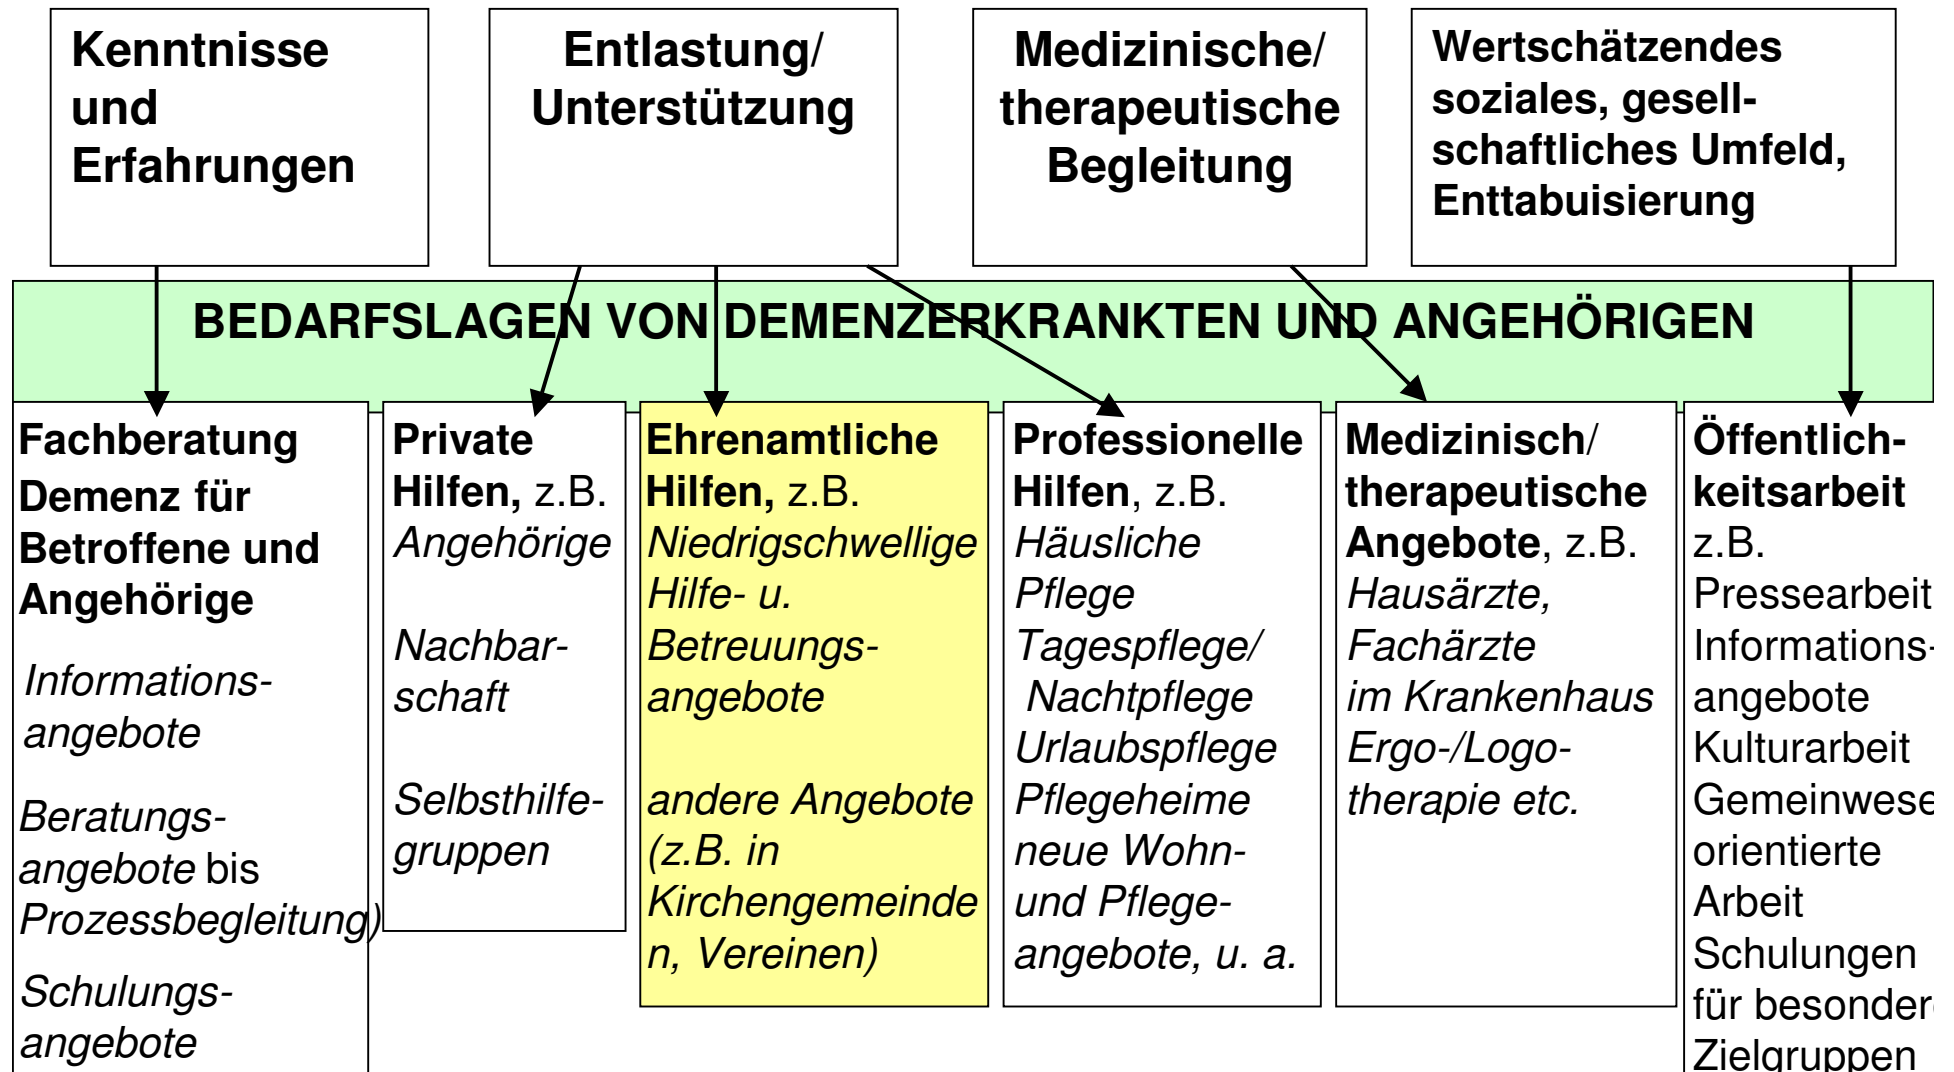 Kenntnisse
und
Erfahrungen
Entlastung/
Unterstützung
Medizinische/
therapeutische
Begleitung
Wertschätzendes
soziales, gesell-
schaftliches Umfeld,
Enttabuisierung
BEDARFSLAGEN VON DEMENZERKRANKTEN UND ANGEHÖRIGEN
Fachberatung
Demenz für
Betroffene und
Angehörige
Informations-
angebote
Beratungs-
angebote bis
Prozessbegleitung)
Schulungs-
angebote
Private
Hilfen, z.B.
Angehörige
Nachbar-
schaft
Selbsthilfe-
gruppen
Ehrenamtliche
Hilfen, z.B.
Niedrigschwellige
Hilfe- u.
Betreuungs-
angebote
andere Angebote
(z.B. in
Kirchengemeinde
n, Vereinen)
Professionelle
Hilfen, z.B.
Häusliche
Pflege
Tagespflege/
Nachtpflege
Urlaubspflege
Pflegeheime
neue Wohn-
und Pflege-
angebote, u. a.
Medizinisch/
therapeutische
Angebote, z.B.
Hausärzte,
Fachärzte
im Krankenhaus
Ergo-/Logo-
therapie etc.
Öffentlich-
keitsarbeit
z.B.
Pressearbeit
Informations-
angebote
Kulturarbeit
Gemeinwese
orientierte
Arbeit
Schulungen
für besondere
Zielgruppen